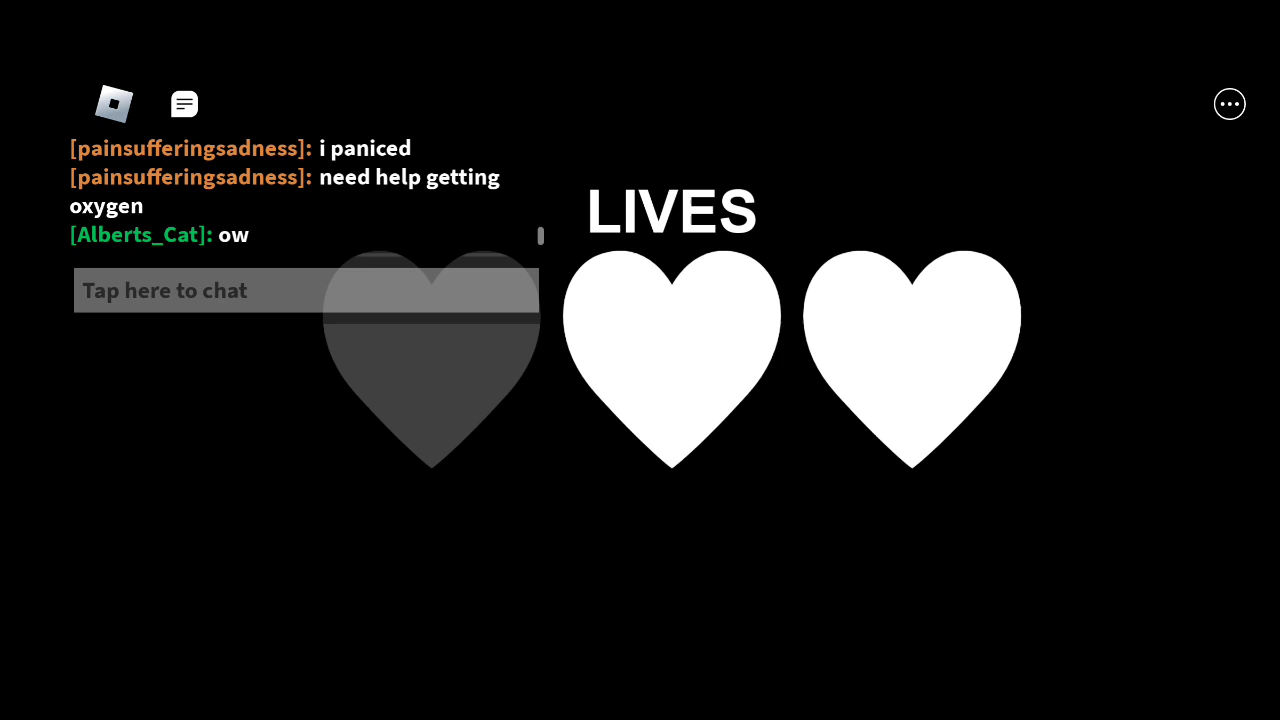 [painsufferingsadness]: i paniced
[painsufferingsadness]: need help getting
oxygen
[Alberts_Cat]: ow
Tap here to chat
LIVES